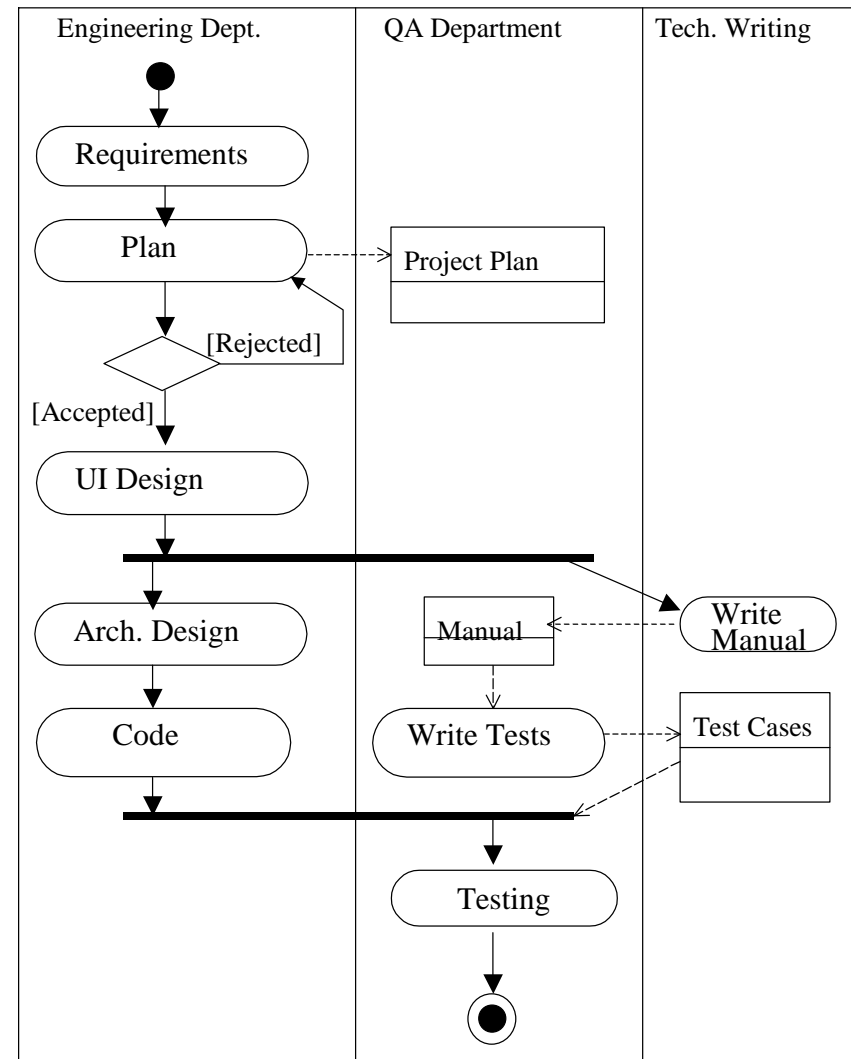 Engineering Dept.
QA Department
Tech. Writing
Requirements
Plan
Project Plan
[Rejected]
[Accepted]
UI Design
Arch. Design
Manual
Write
Manual
Code
Write Tests
Test Cases
Testing